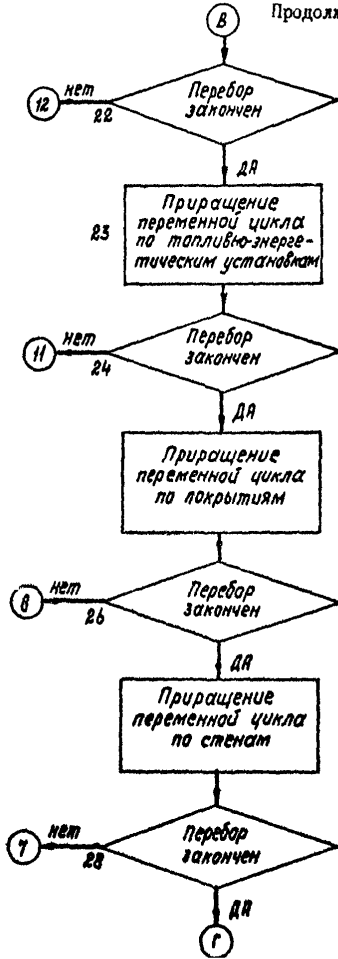 Продолж
В
нет
12
22
Перебор
закончен
ДА
23
Приращение
переменной цикла
по топливно-энерге-
тическим установкам
нет
11
24
Перебор
закончен
ДА
Приращение
переменной цикла
по покрытиям
нет
8
26
Перебор
закончен
ДА
Приращение
переменной цикла
по стенам
нет
7
28
Перебор
закончен
ДА
Г